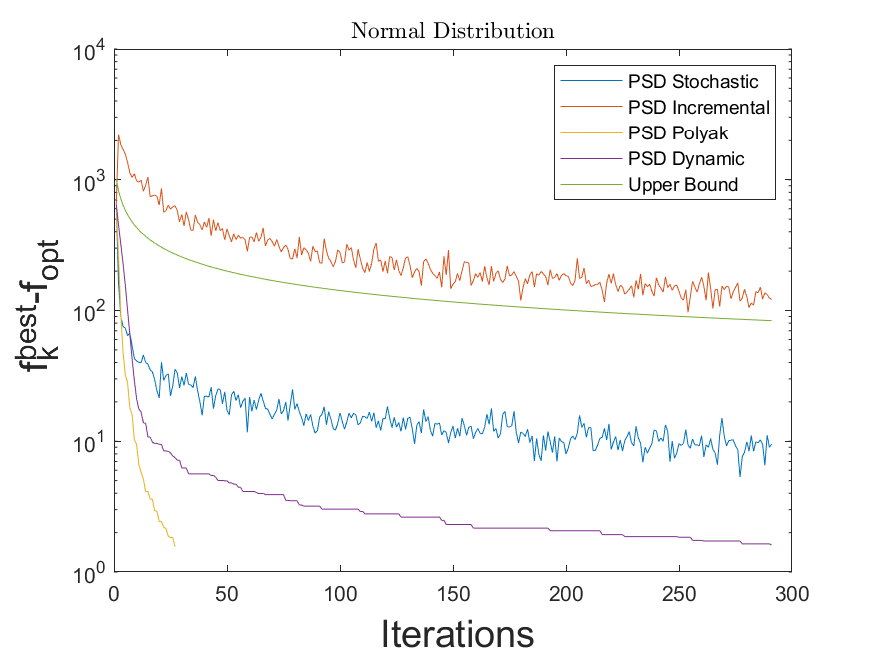 Normal Distribution
10^4
10^3
10^2
10^1
10^0
f_k^best-f_opt
PSD Stochastic
PSD Incremental
PSD Polyak
PSD Dynamic
Upper Bound
0 50 100 150 200 250 300
Iterations